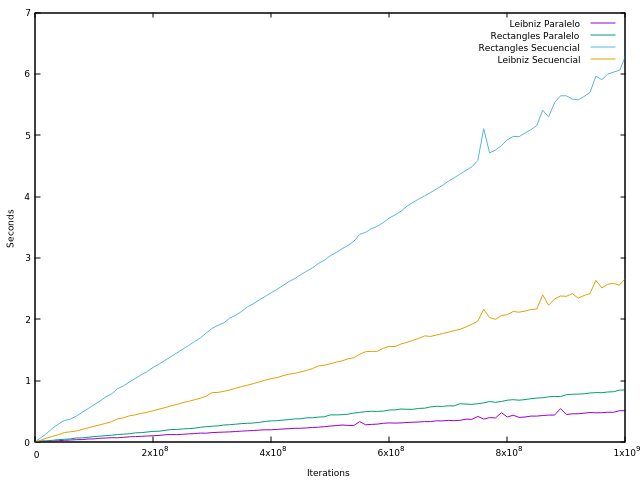 7
6
5
4
3
2
1
0
Seconds
Leibniz Paralelo
Rectangles Paralelo
Rectangles Secuencial
Leibniz Secuencial
0 2x10^8 4x10^8 6x10^8 8x10^8 1x10^9
Iterations